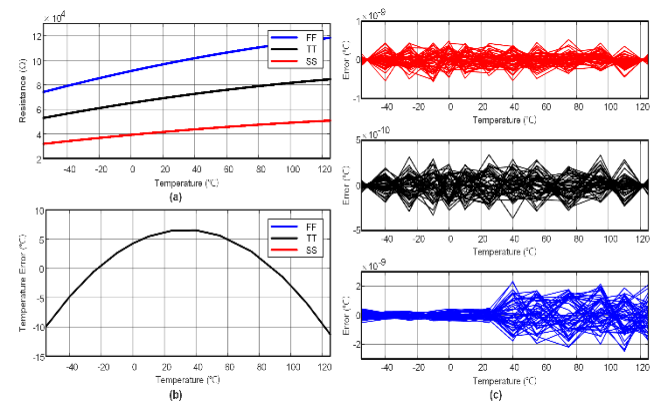 × 10^4
12
10
8
6
4
2
Resistance (Ω)
FF
TT
SS
-40 -20 0 20 40 60 80 100 120
Temperature (℃)
(a)
10
5
0
-5
-10
-15
Temperature Error (℃)
FF
TT
SS
-40 -20 0 20 40 60 80 100 120
Temperature (℃)
(b)
1
0
-1
Error (℃)
-40 -20 0 20 40 60 80 100 120
Temperature (℃)
5 × 10^-10
0
-5
Error (℃)
-40 -20 0 20 40 60 80 100 120
Temperature (℃)
2
0
-2
Error (℃)
-40 -20 0 20 40 60 80 100 120
Temperature (℃)
(c)